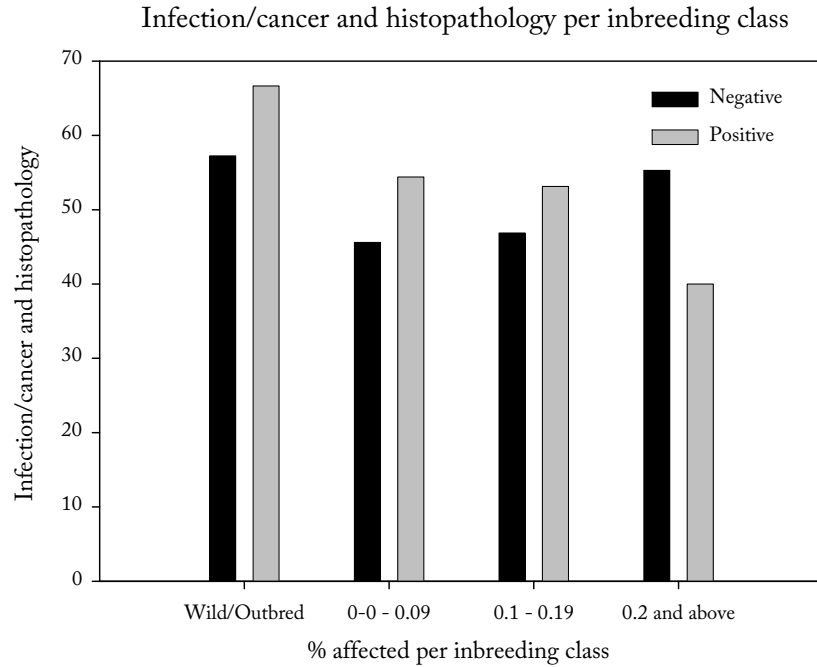 Infection/cancer and histopathology per inbreeding class
Infection/cancer and histopathology
70
60
50
40
30
20
10
0
Negative
Positive
Wild/Outbred
0-0 - 0.09
0.1 - 0.19
0.2 and above
% affected per inbreeding class